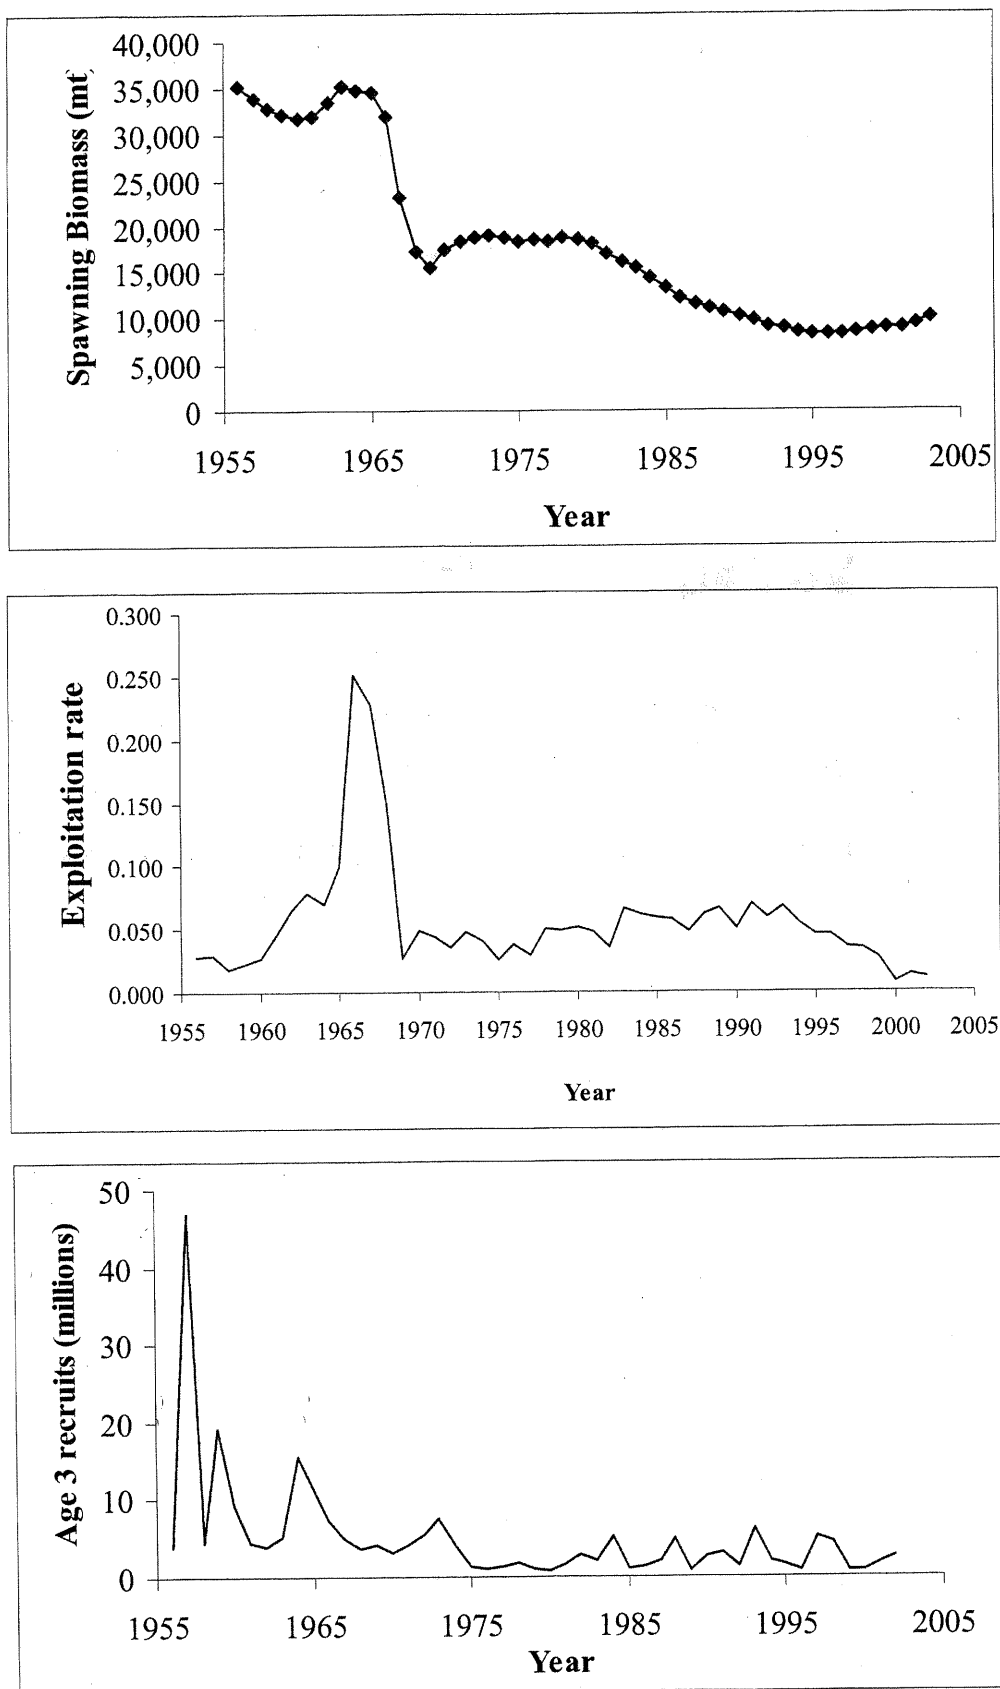 40,000
35,000
30,000
25,000
20,000
15,000
10,000
5,000
0
Spawning Biomass (mt)
1955 1965 1975 1985 1995 2005
Year
0.300
0.250
0.200
0.150
0.100
0.050
0.000
Exploitation rate
1955 1960 1965 1970 1975 1980 1985 1990 1995 2000 2005
Year
50
40
30
20
10
0
Age 3 recruits (millions)
1955 1965 1975 1985 1995 2005
Year